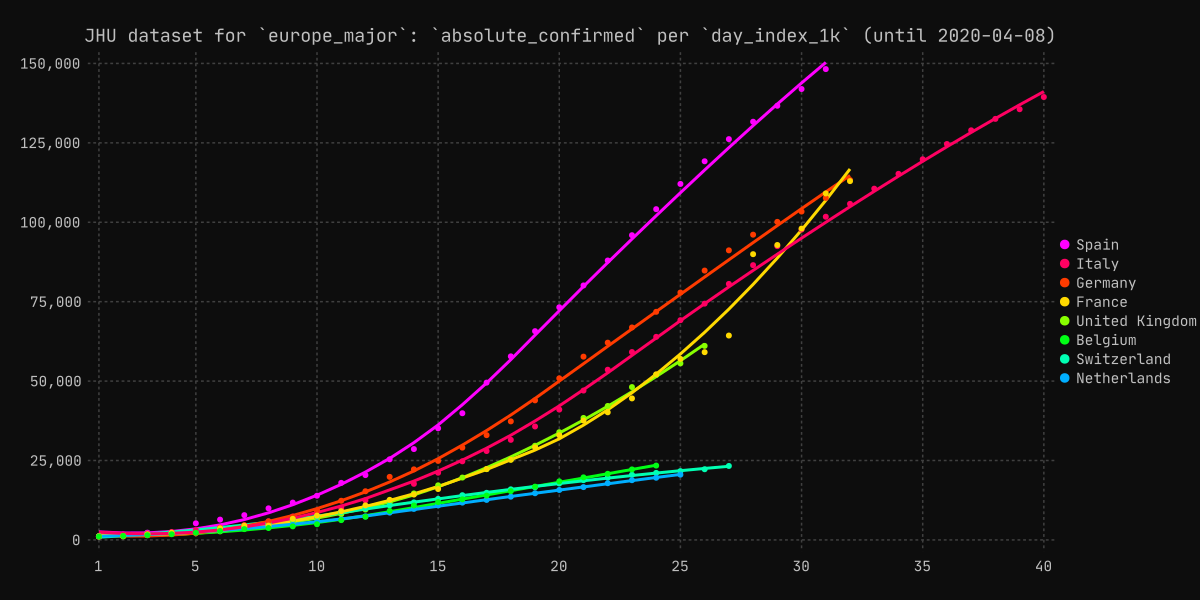 JHU dataset for `europe_major`: `absolute_confirmed` per `day_index_1k` (until 2020-04-08)
150,000
125,000
100,000
75,000
50,000
25,000
0
1 5 10 15 20 25 30 35 40
Spain
Italy
Germany
France
United Kingdom
Belgium
Switzerland
Netherlands